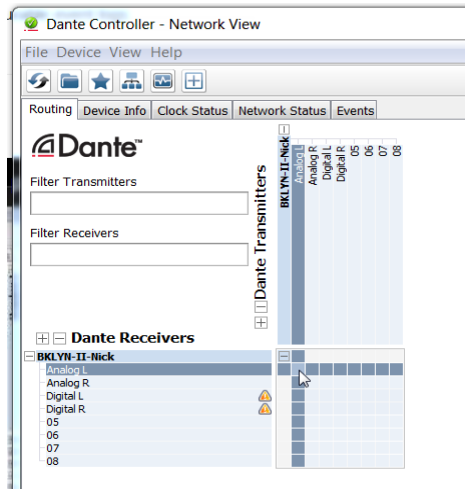 Dante Controller - Network View
File Device View Help
Routing Device Info Clock Status Network Status Events
Dante™
Filter Transmitters
Filter Receivers
Dante Transmitters
BKLYN-II-Nick
Analog L
Analog R
Digital L
Digital R
05
06
07
08
Dante Receivers
BKLYN-II-Nick
Analog L
Analog R
Digital L
Digital R
05
06
07
08